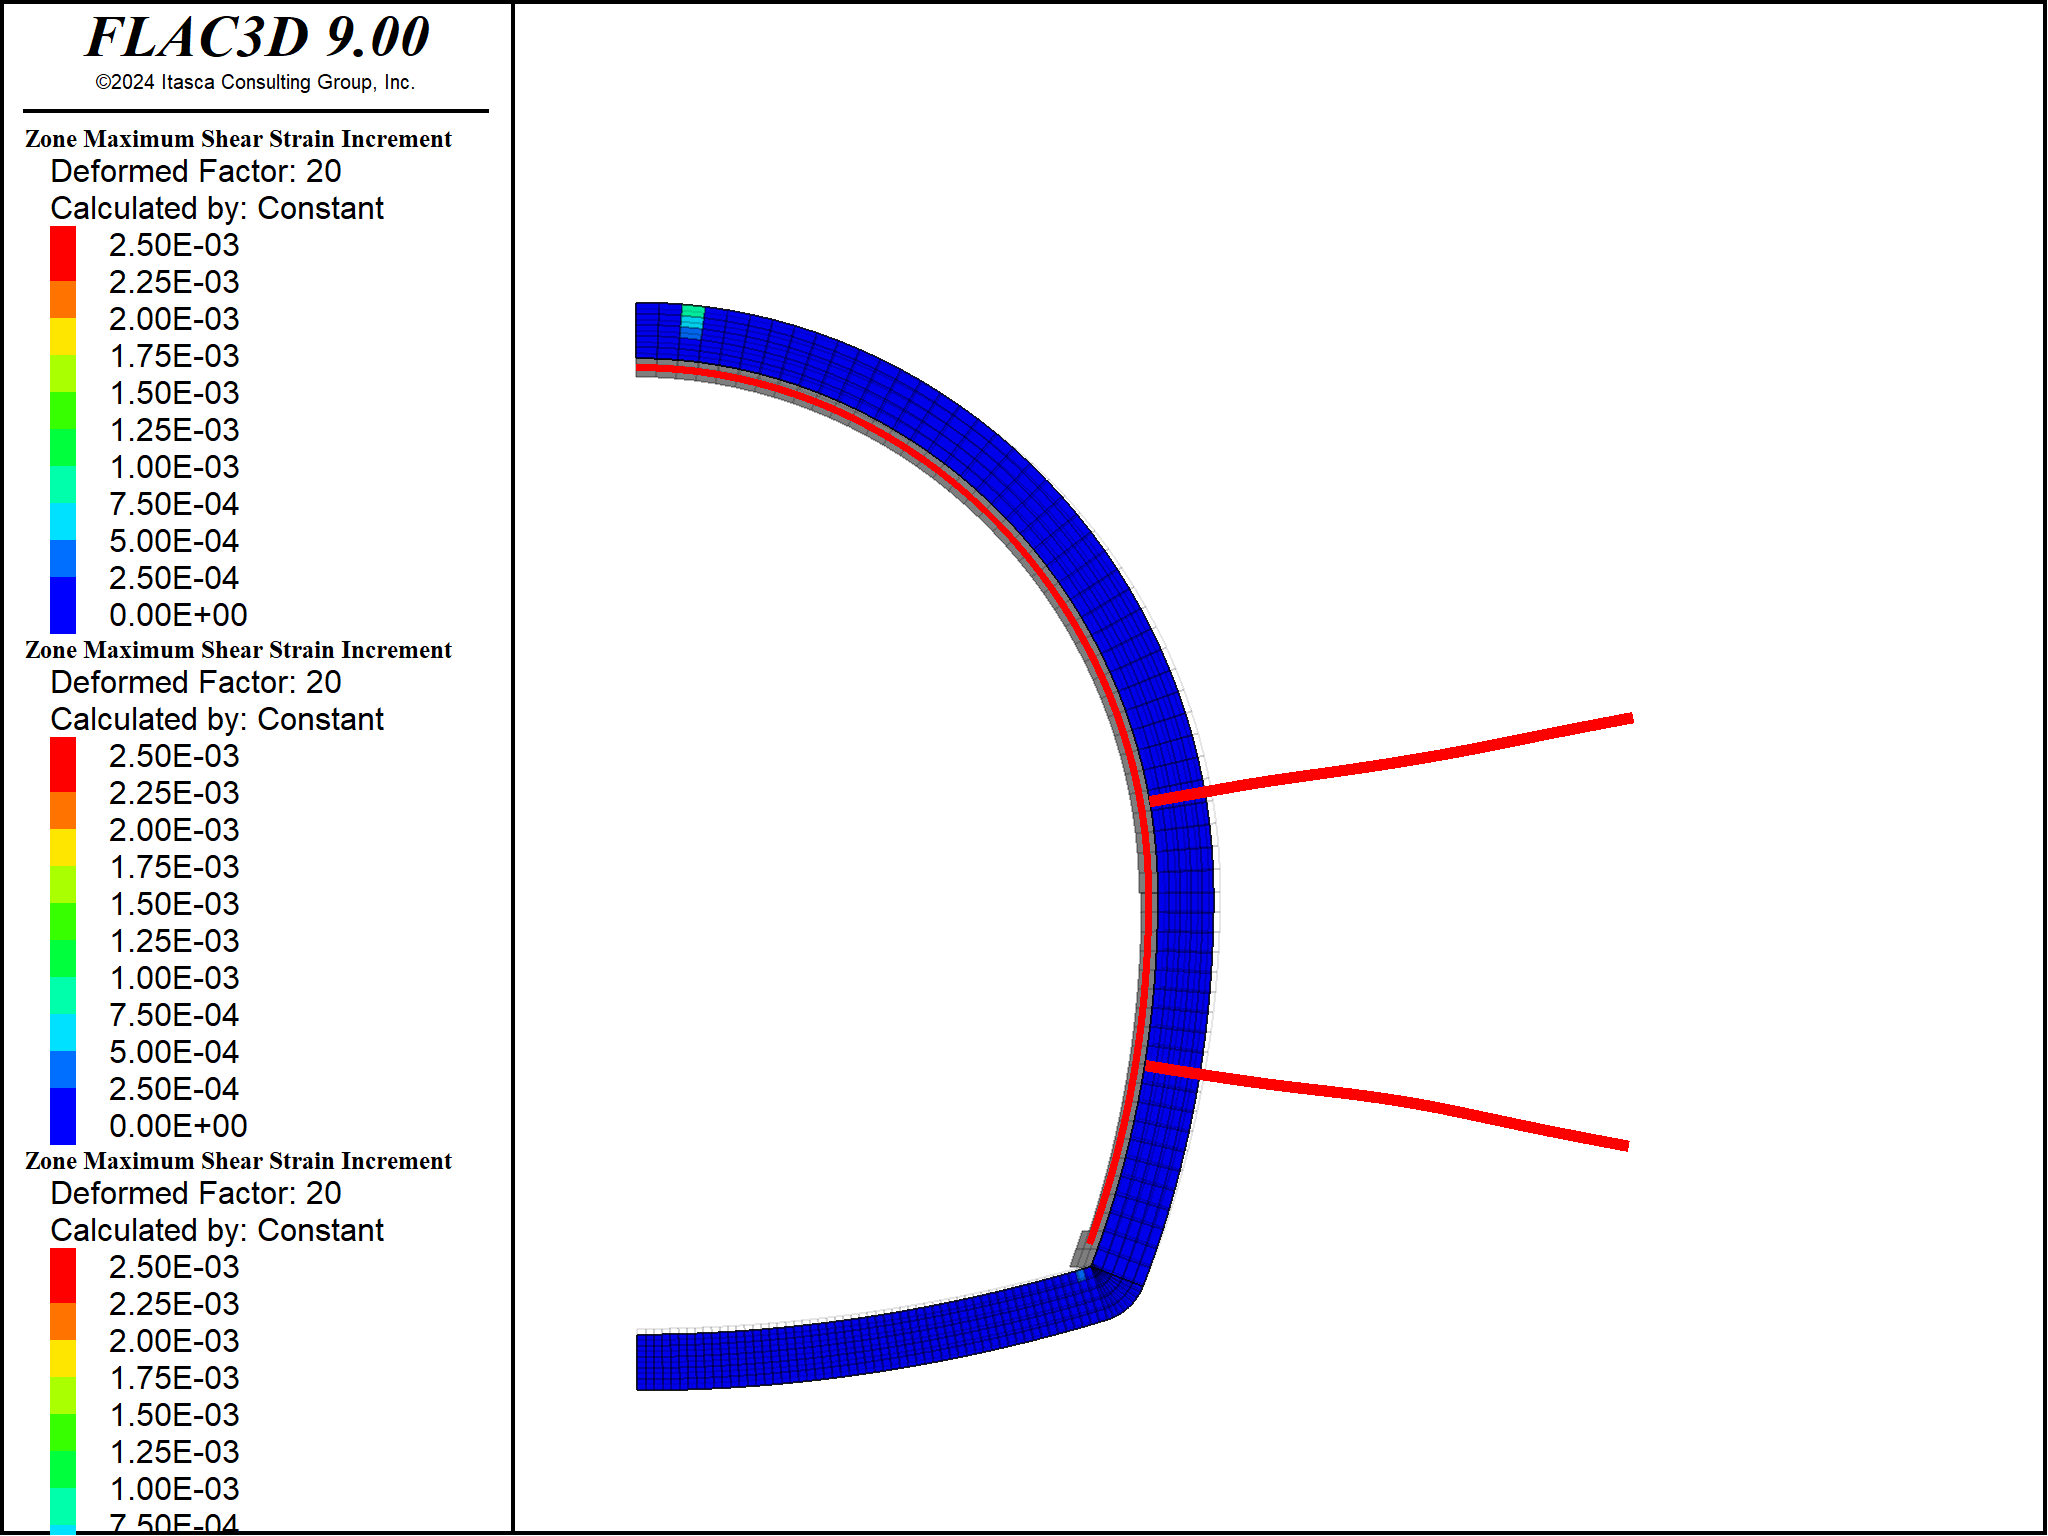 FLAC3D 9.00
©2024 Itasca Consulting Group, Inc.
Zone Maximum Shear Strain Increment
Deformed Factor: 20
Calculated by: Constant
2.50E-03
2.25E-03
2.00E-03
1.75E-03
1.50E-03
1.25E-03
1.00E-03
7.50E-04
5.00E-04
2.50E-04
0.00E+00
Zone Maximum Shear Strain Increment
Deformed Factor: 20
Calculated by: Constant
2.50E-03
2.25E-03
2.00E-03
1.75E-03
1.50E-03
1.25E-03
1.00E-03
7.50E-04
5.00E-04
2.50E-04
0.00E+00
Zone Maximum Shear Strain Increment
Deformed Factor: 20
Calculated by: Constant
2.50E-03
2.25E-03
2.00E-03
1.75E-03
1.50E-03
1.25E-03
1.00E-03
7.50E-04